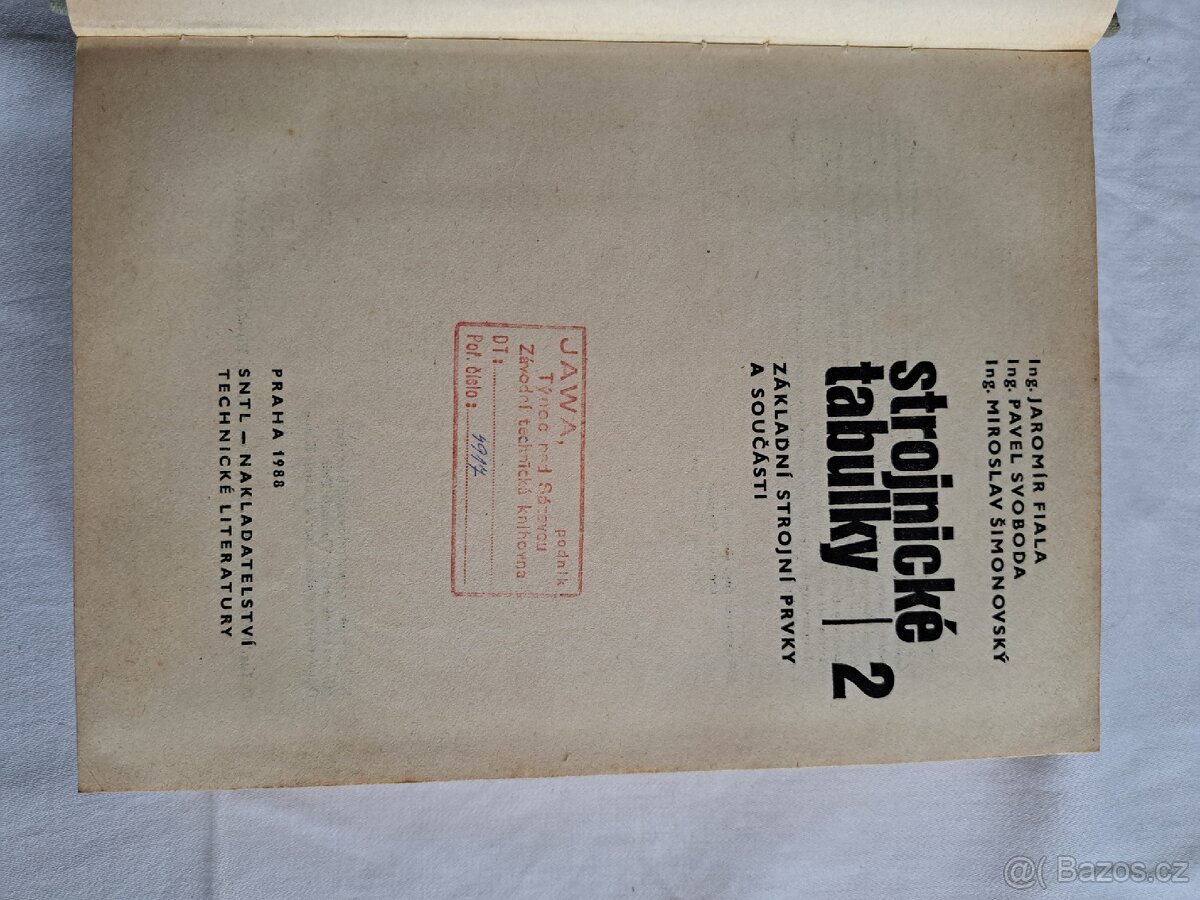 Ing. JAROMÍR FIALA
Ing. PAVEL SVOBODA
Ing. MIROSLAV ŠIMONOVSKÝ
strojnické
tabulky | 2
ZÁKLADNÍ STROJNÍ PRVKY
A SOUČÁSTI
JAWA, podnik
Týnec nad Sázavou
Závodní technická knihovna
DT:
Poř. číslo: 5917
PRAHA 1988
SNTL — NAKLADATELSTVÍ
TECHNICKÉ LITERATURY
@( Bazos.cz